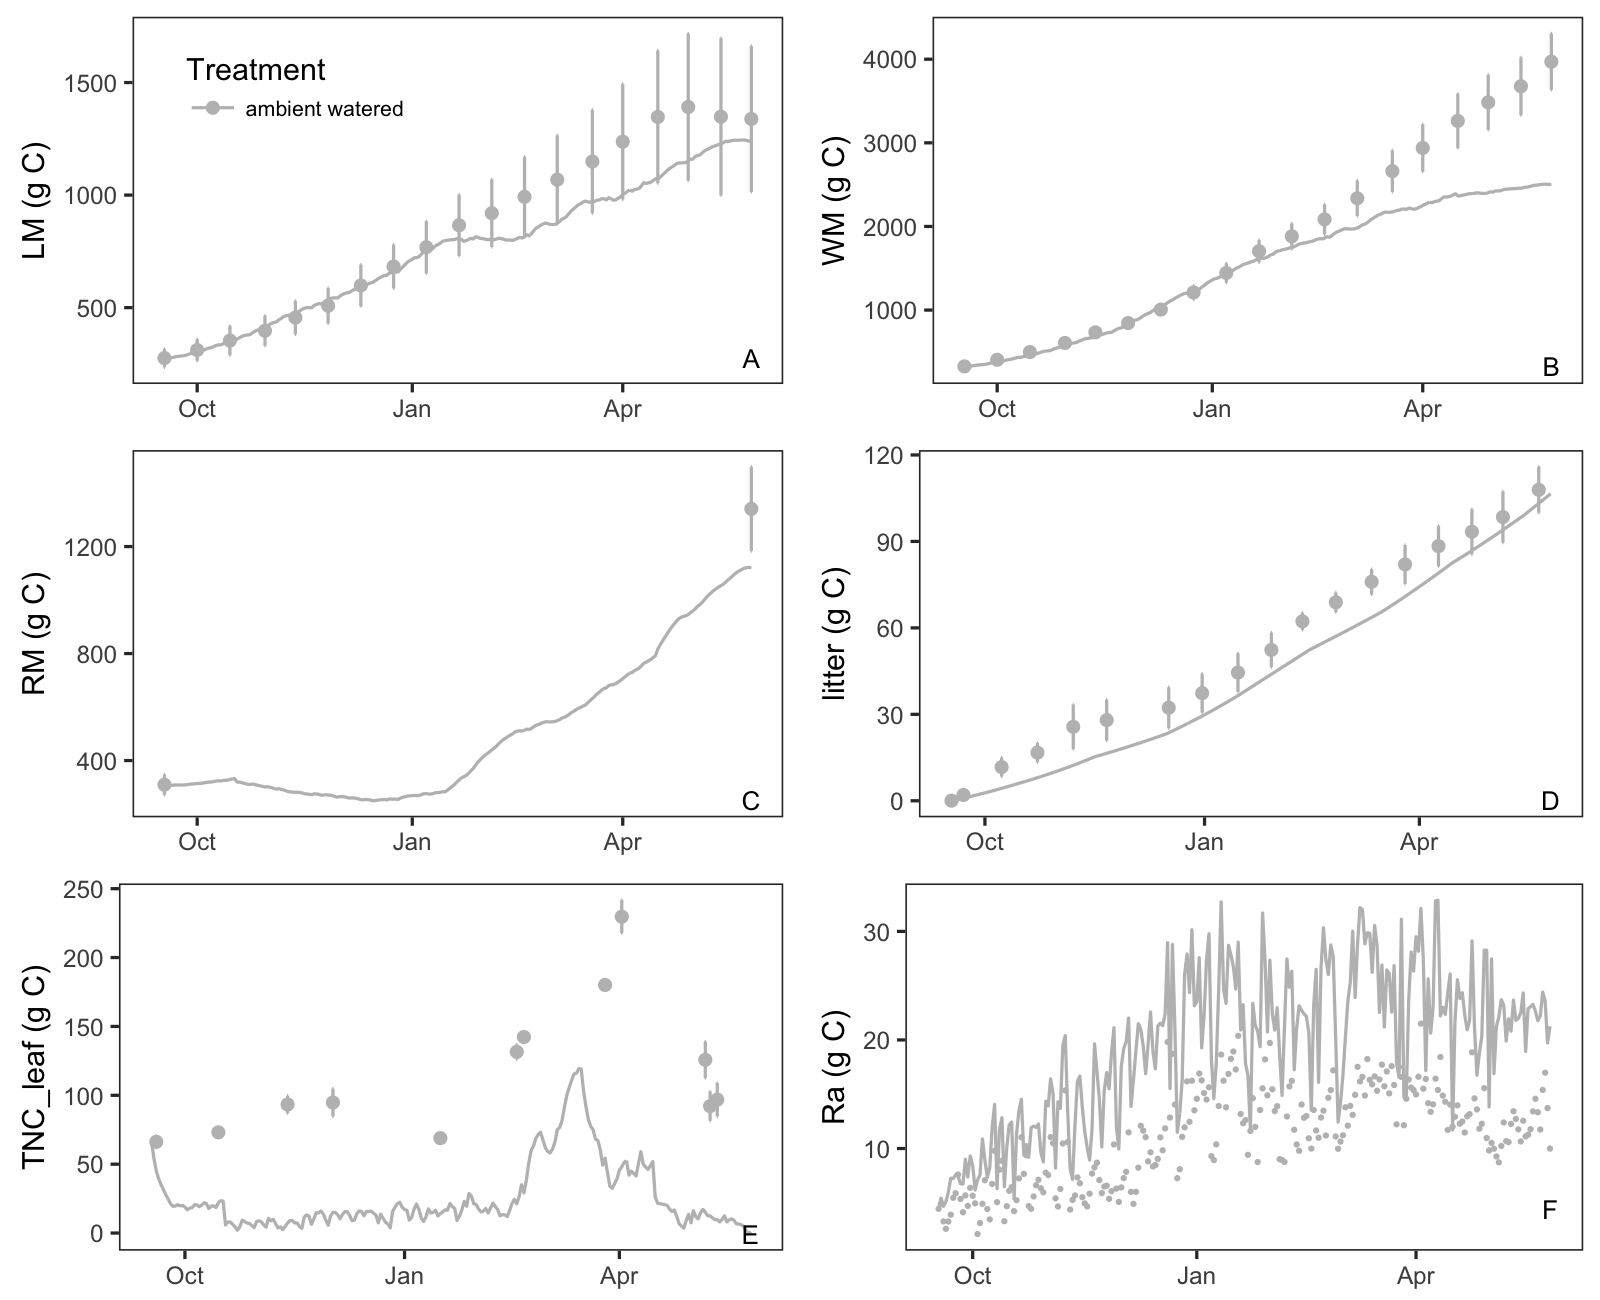 LM (g C)
1500
1000
500
Treatment
ambient watered
A
Oct Jan Apr
WM (g C)
4000
3000
2000
1000
B
Oct Jan Apr
RM (g C)
1200
800
400
C
Oct Jan Apr
litter (g C)
120
90
60
30
0
D
Oct Jan Apr
TNC_leaf (g C)
250
200
150
100
50
0
E
Oct Jan Apr
Ra (g C)
30
20
10
F
Oct Jan Apr